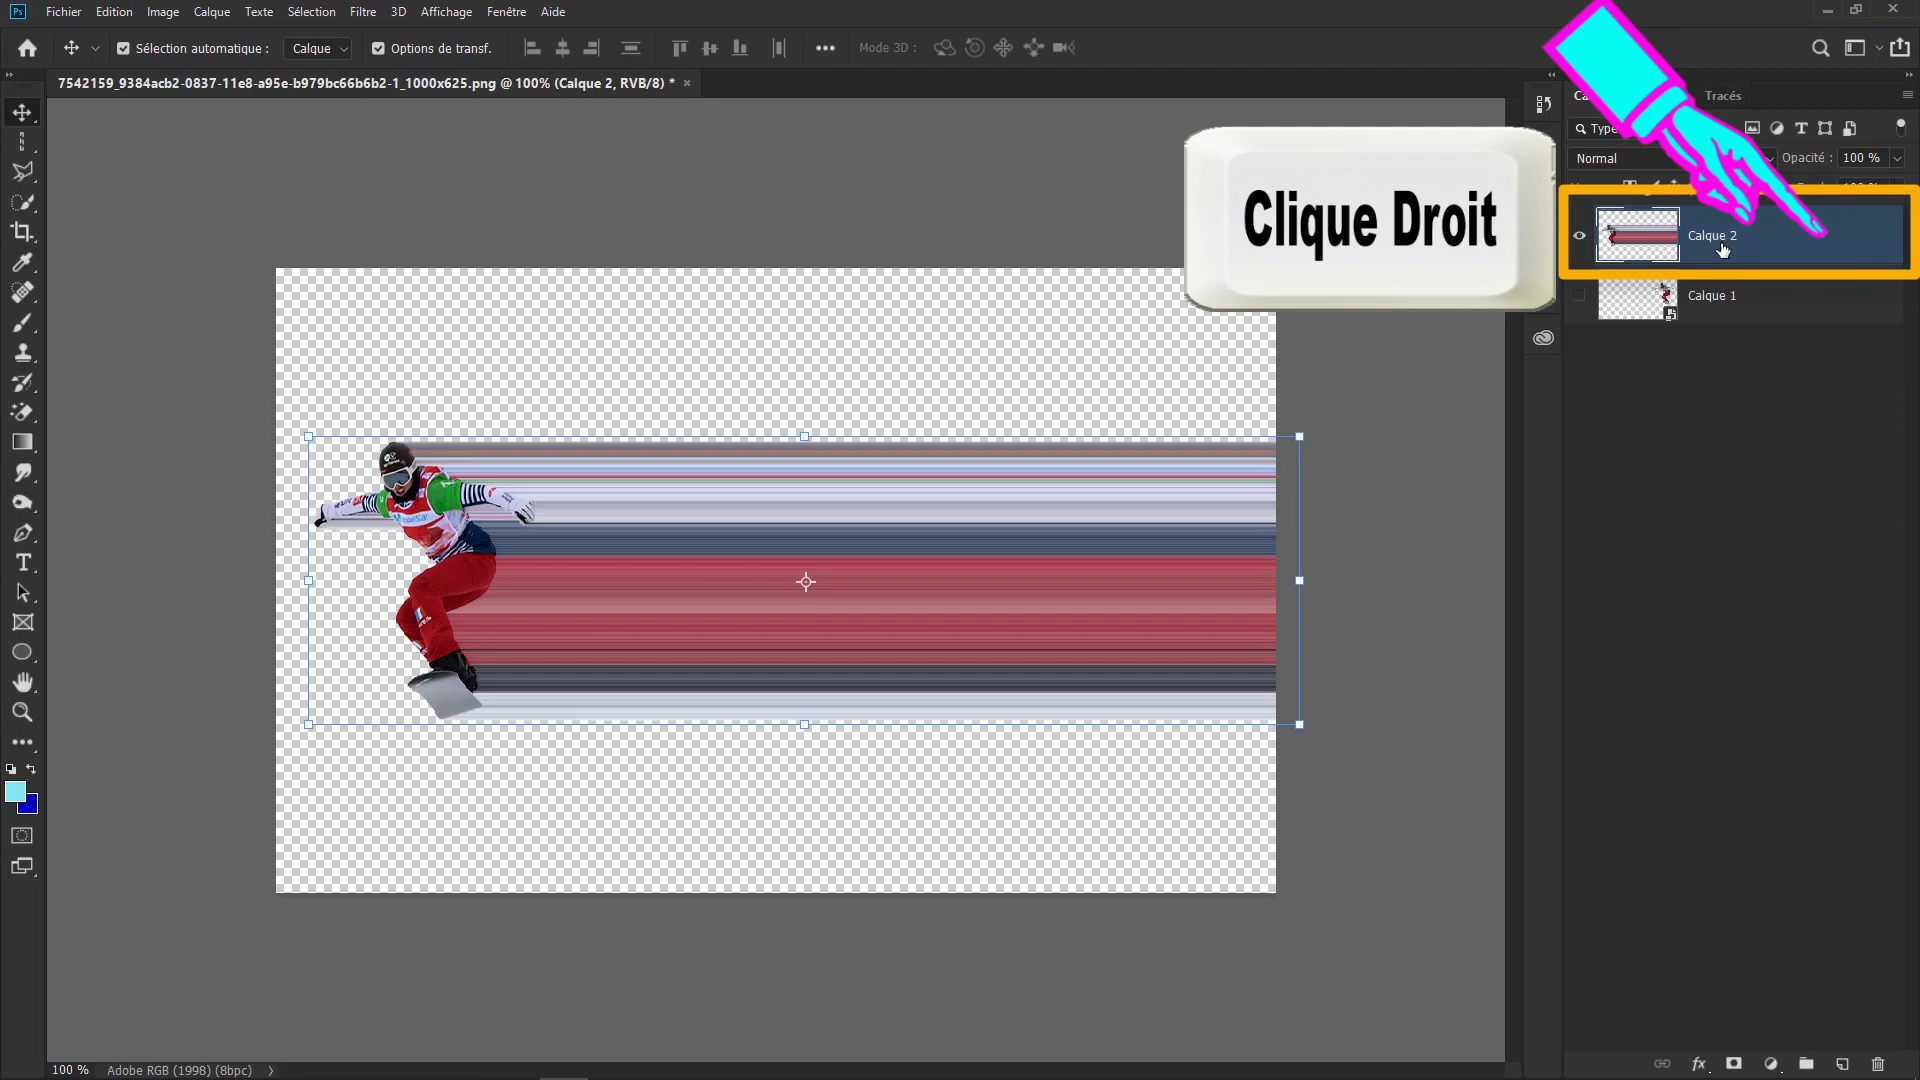 Ps Fichier Edition Image Calque Texte Sélection Filtre 3D Affichage Fenêtre Aide
Sélection automatique : Calque Options de transf. Mode 3D :
7542159_9384acb2-0837-11e8-a95e-b979bc66b6b2-1_1000x625.png @ 100% (Calque 2, RVB/8) *
Tracés
Type
Normal Opacité : 100 %
Clique Droit
Calque 2
Calque 1
100 % Adobe RGB (1998) (8bpc)